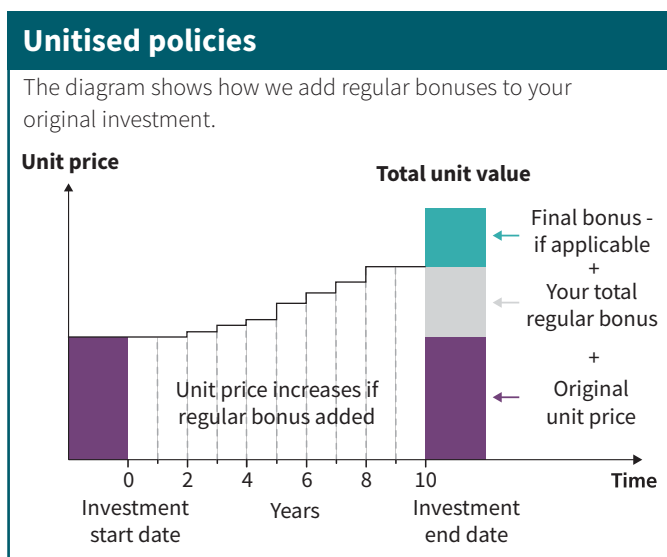 Unitised policies
The diagram shows how we add regular bonuses to your
original investment.
Unit price
Total unit value
Final bonus -
if applicable
+
Your total
regular bonus
+
Original
unit price
Unit price increases if
regular bonus added
0 2 4 6 8 10 Time
Investment
start date
Years
Investment
end date